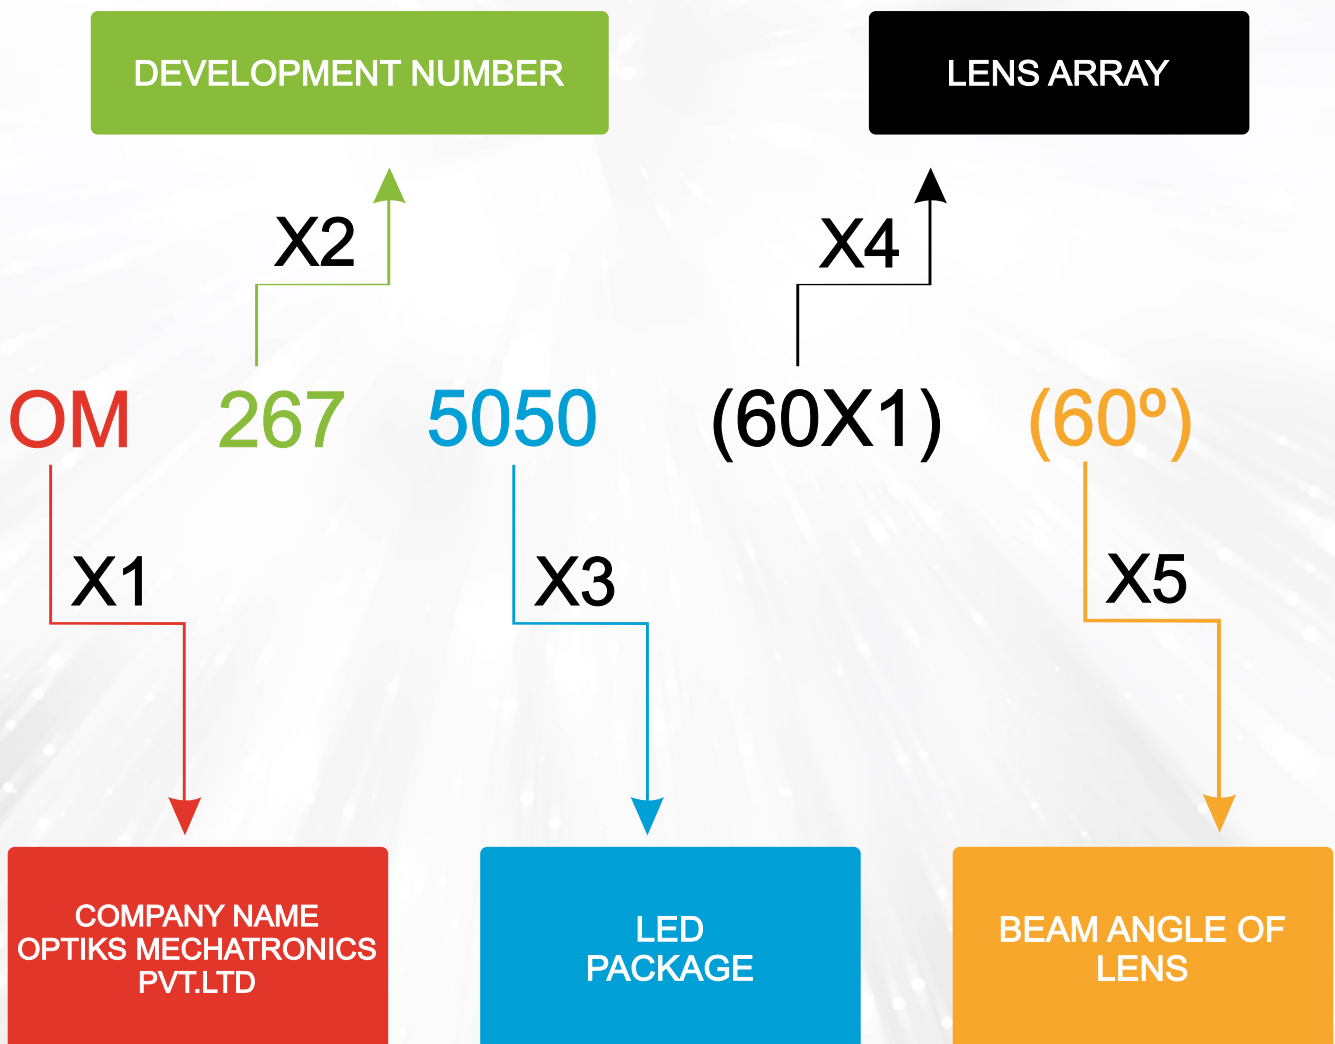 DEVELOPMENT NUMBER
LENS ARRAY
X2
X4
OM 267 5050 (60X1) (60º)
X1
X3
X5
COMPANY NAME
OPTIKS MECHATRONICS
PVT.LTD
LED
PACKAGE
BEAM ANGLE OF
LENS